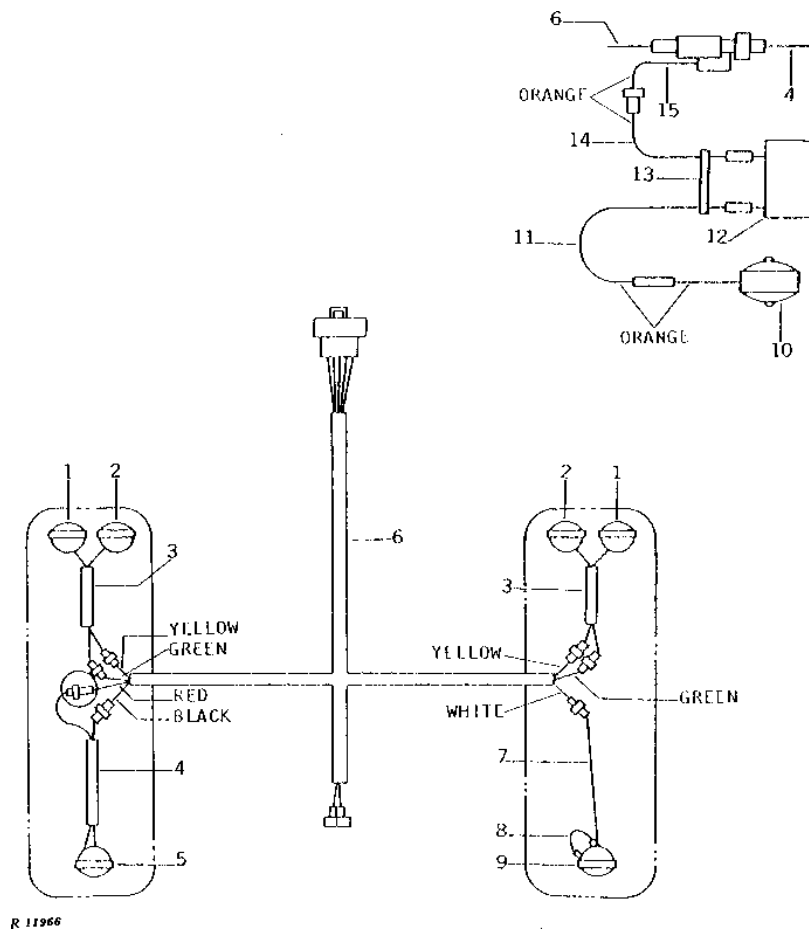 6
4
ORANGE
15
14
13
11
12
ORANGE
10
1
2
2
1
3
6
3
YELLOW
GREEN
YELLOW
RED
GREEN
WHITE
BLACK
7
4
8
5
9
R 11966